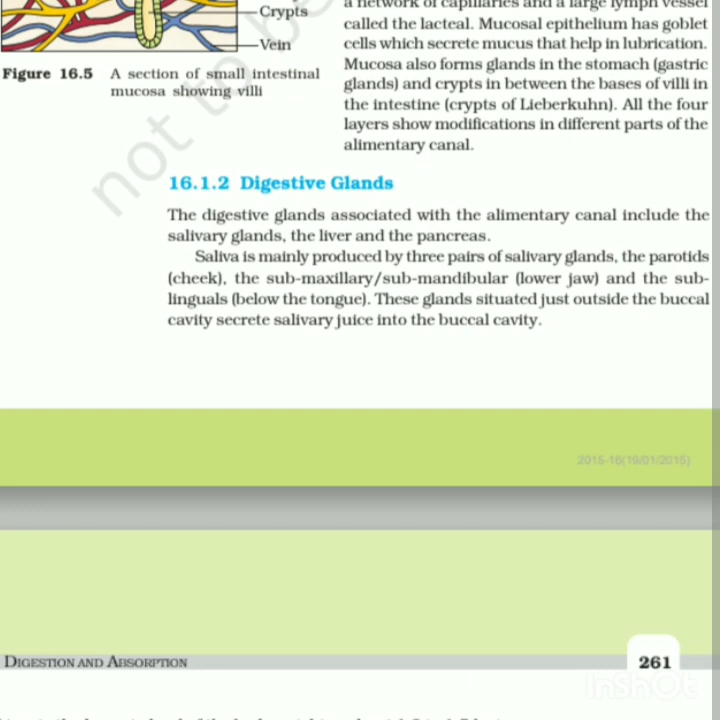 Crypts
Vein
Figure 16.5 A section of small intestinal
mucosa showing villi
a network of capillaries and a large lymph vessel
called the lacteal. Mucosal epithelium has goblet
cells which secrete mucus that help in lubrication.
Mucosa also forms glands in the stomach (gastric
glands) and crypts in between the bases of villi in
the intestine (crypts of Lieberkuhn). All the four
layers show modifications in different parts of the
alimentary canal.
not to be
16.1.2 Digestive Glands
The digestive glands associated with the alimentary canal include the
salivary glands, the liver and the pancreas.
Saliva is mainly produced by three pairs of salivary glands, the parotids
(cheek), the sub-maxillary/sub-mandibular (lower jaw) and the sub-
linguals (below the tongue). These glands situated just outside the buccal
cavity secrete salivary juice into the buccal cavity.
2015-16(19/01/2015)
DIGESTION AND ABSORPTION
261
InShOt